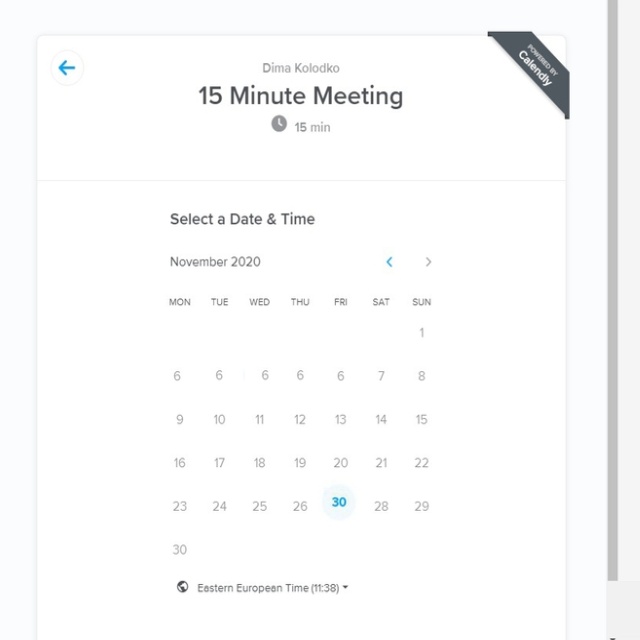 Dima Kolodko
POWERED BY
Calendly
15 Minute Meeting
15 min
Select a Date & Time
November 2020
MON TUE WED THU FRI SAT SUN
1
6 6 6 6 6 7 8
9 10 11 12 13 14 15
16 17 18 19 20 21 22
23 24 25 26 30 28 29
30
Eastern European Time (11:38)